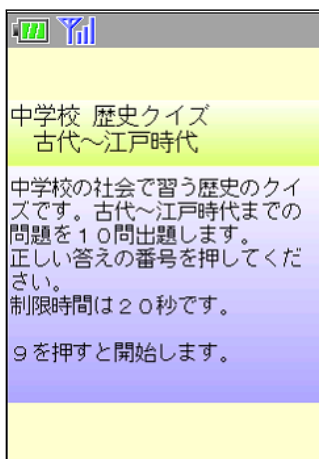 中学校 歴史クイズ
古代～江戸時代
中学校の社会で習う歴史のクイ
ズです。古代～江戸時代までの
問題を１０問出題します。
正しい答えの番号を押してくだ
さい。
制限時間は２０秒です。
９を押すと開始します。